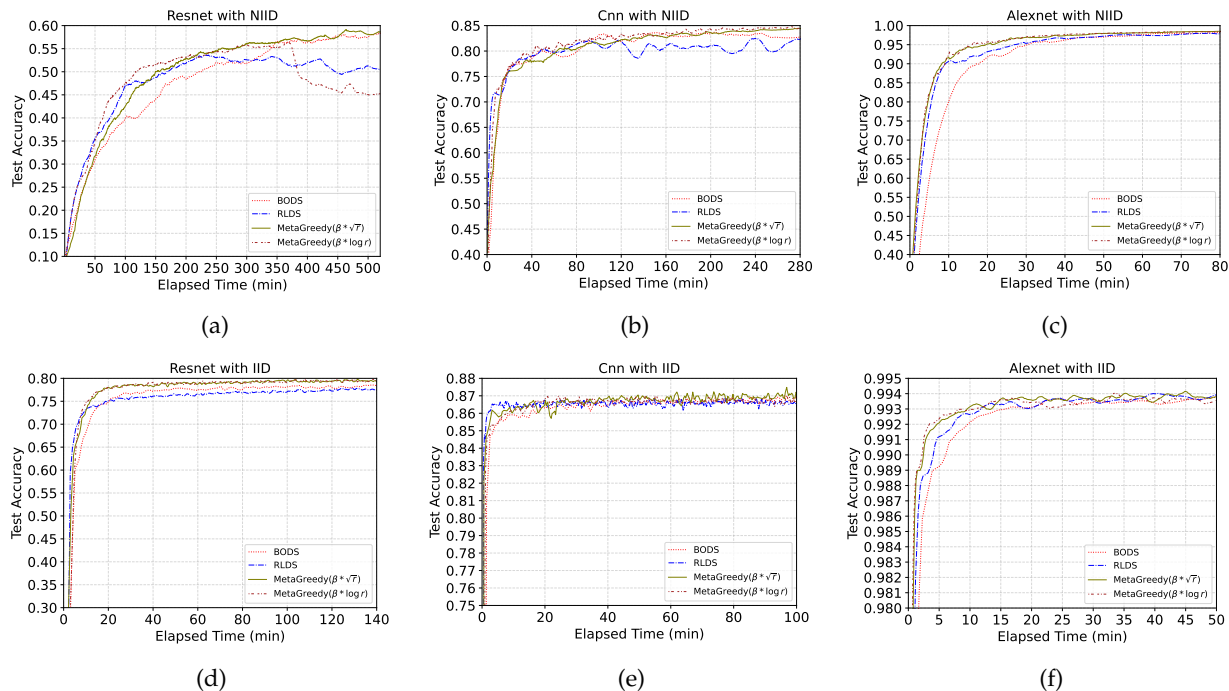 Resnet with NIID
0.60
0.55
0.50
0.45
0.40
0.35
0.30
0.25
0.20
0.15
0.10
Test Accuracy
BODS
RLDS
MetaGreedy(β*√r)
MetaGreedy(β*log r)
50 100 150 200 250 300 350 400 450 500
Elapsed Time (min)
(a)
Cnn with NIID
0.85
0.80
0.75
0.70
0.65
0.60
0.55
0.50
0.45
0.40
Test Accuracy
BODS
RLDS
MetaGreedy(β*√r)
MetaGreedy(β*log r)
0 40 80 120 160 200 240 280
Elapsed Time (min)
(b)
Alexnet with NIID
1.00
0.95
0.90
0.85
0.80
0.75
0.70
0.65
0.60
0.55
0.50
0.45
0.40
Test Accuracy
BODS
RLDS
MetaGreedy(β*√r)
MetaGreedy(β*log r)
0 10 20 30 40 50 60 70 80
Elapsed Time (min)
(c)
Resnet with IID
0.80
0.75
0.70
0.65
0.60
0.75
0.50
0.45
0.40
0.35
0.30
Test Accuracy
BODS
RLDS
MetaGreedy(β*√r)
MetaGreedy(β*log r)
0 20 40 60 80 100 120 140
Elapsed Time (min)
(d)
Cnn with IID
0.88
0.87
0.86
0.85
0.84
0.83
0.82
0.81
0.80
0.79
0.78
0.77
0.76
0.75
Test Accuracy
BODS
RLDS
MetaGreedy(β*√r)
MetaGreedy(β*log r)
0 20 40 60 80 100
Elapsed Time (min)
(e)
Alexnet with IID
0.995
0.994
0.993
0.992
0.991
0.990
0.989
0.988
0.987
0.986
0.985
0.984
0.983
0.982
0.981
0.980
Test Accuracy
BODS
RLDS
MetaGreedy(β*√r)
MetaGreedy(β*log r)
0 5 10 15 20 25 30 35 40 45 50
Elapsed Time (min)
(f)